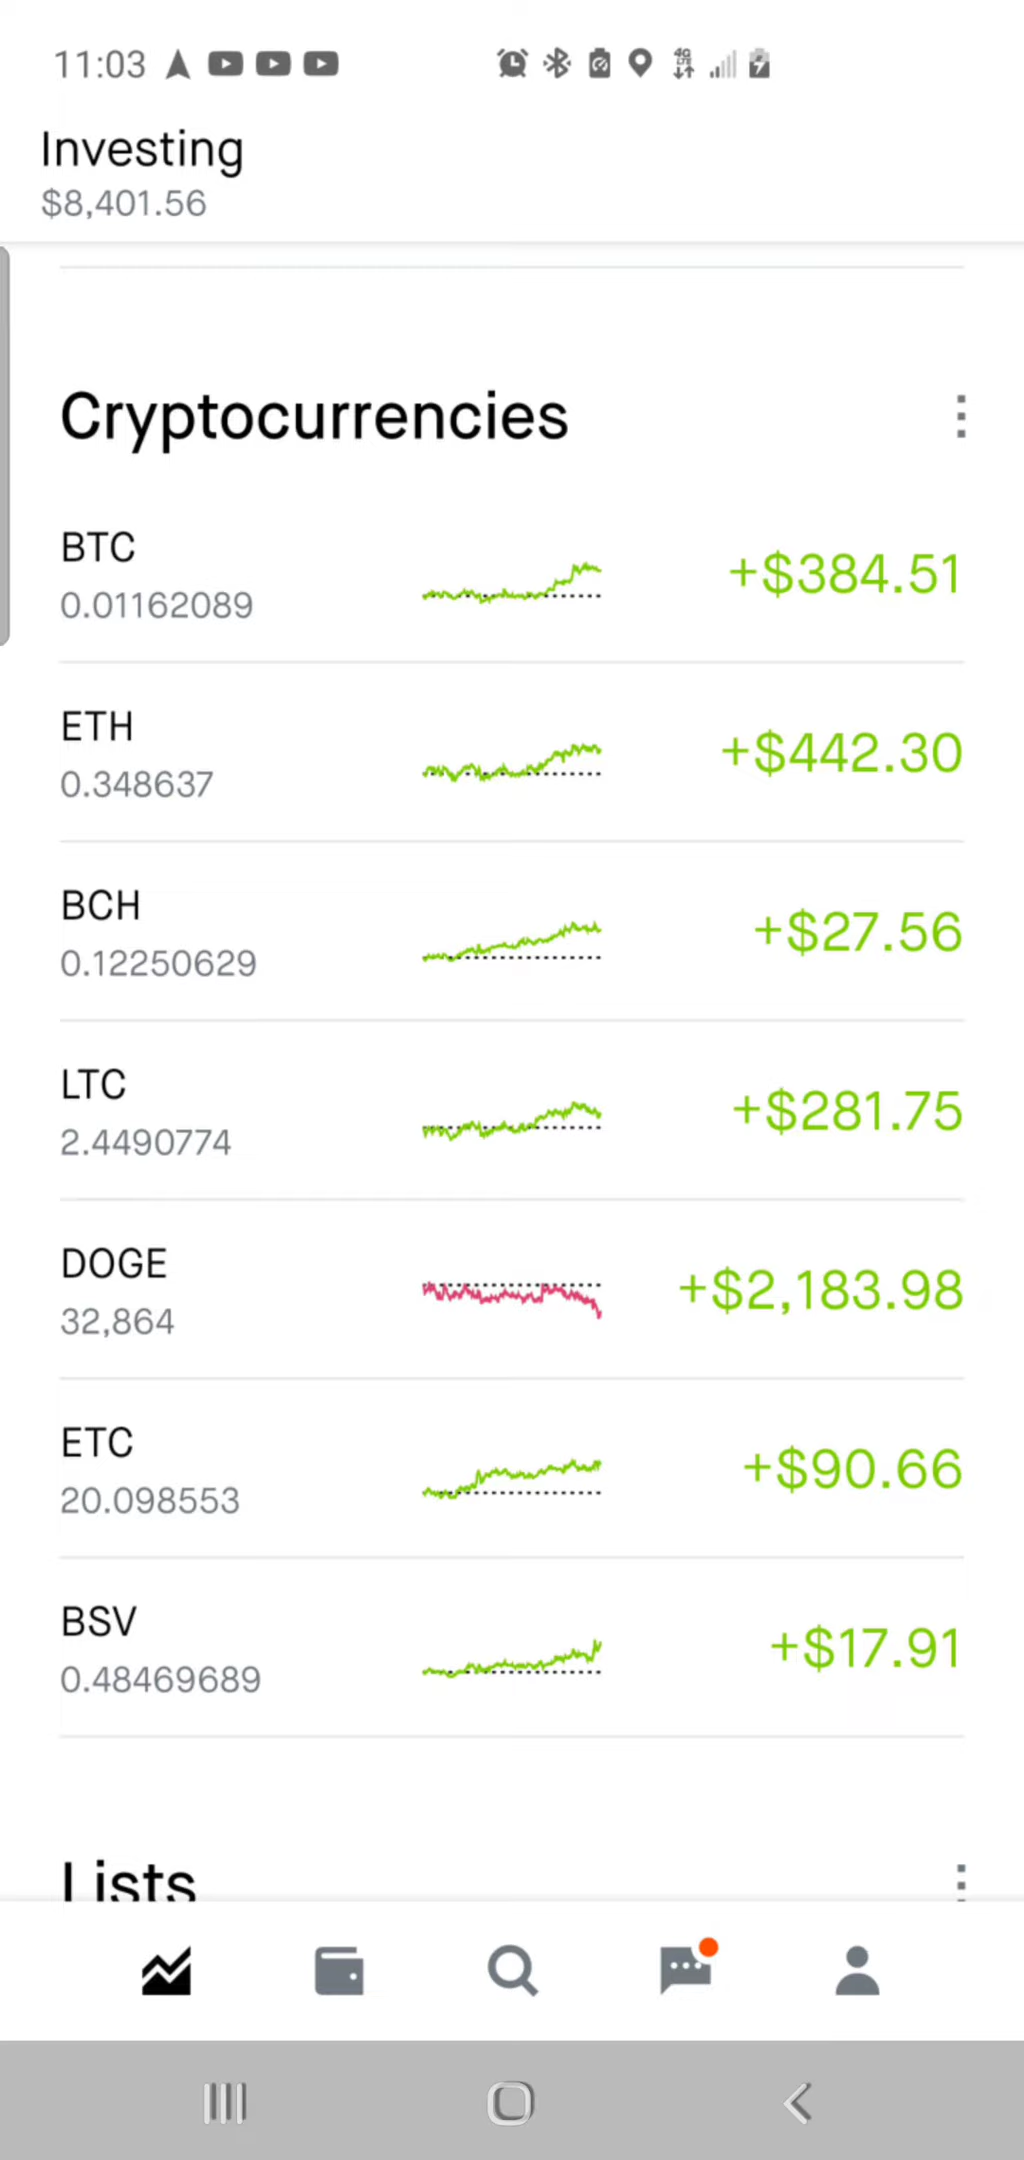 11:03
4G
Investing
$8,401.56
Cryptocurrencies
BTC
0.01162089
+$384.51
ETH
0.348637
+$442.30
BCH
0.12250629
+$27.56
LTC
2.4490774
+$281.75
DOGE
32,864
+$2,183.98
ETC
20.098553
+$90.66
BSV
0.48469689
+$17.91
Lists